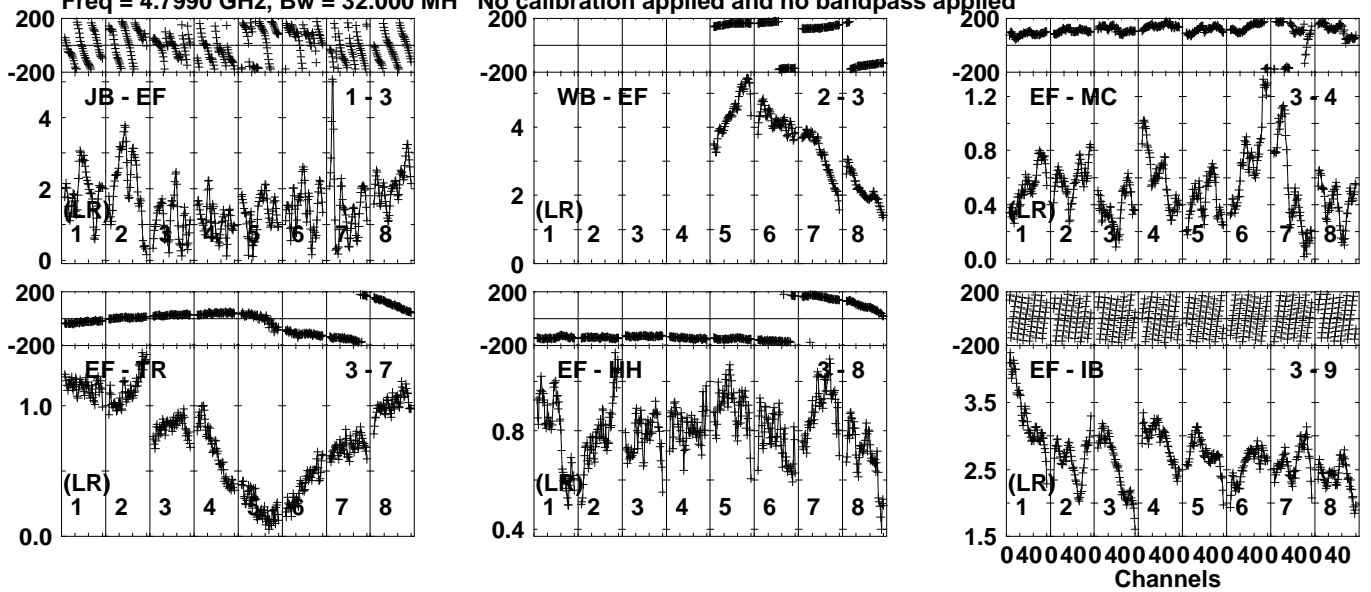 Freq = 4.7990 GHz, Bw = 32.000 MH No calibration applied and no bandpass applied
200
-200
JB - EF 1 - 3
4
2
0
(LR)
1 2 3 4 5 6 7 8
200
-200
WB - EF 2 - 3
4
2
0
(LR)
1 2 3 4 5 6 7 8
200
-200
EF - MC 3 - 4
1.2
0.8
0.4
0.0
(LR)
1 2 3 4 5 6 7 8
200
-200
EF - TR 3 - 7
1.0
0.0
(LR)
1 2 3 4 5 6 7 8
200
-200
EF - HH 3 - 8
0.8
0.4
(LR)
1 2 3 4 5 6 7 8
200
-200
EF - IB 3 - 9
3.5
2.5
1.5
(LR)
1 2 3 4 5 6 7 8
0 40 0 40 0 40 0 40 0 40 0 40 0 40 0 40
Channels